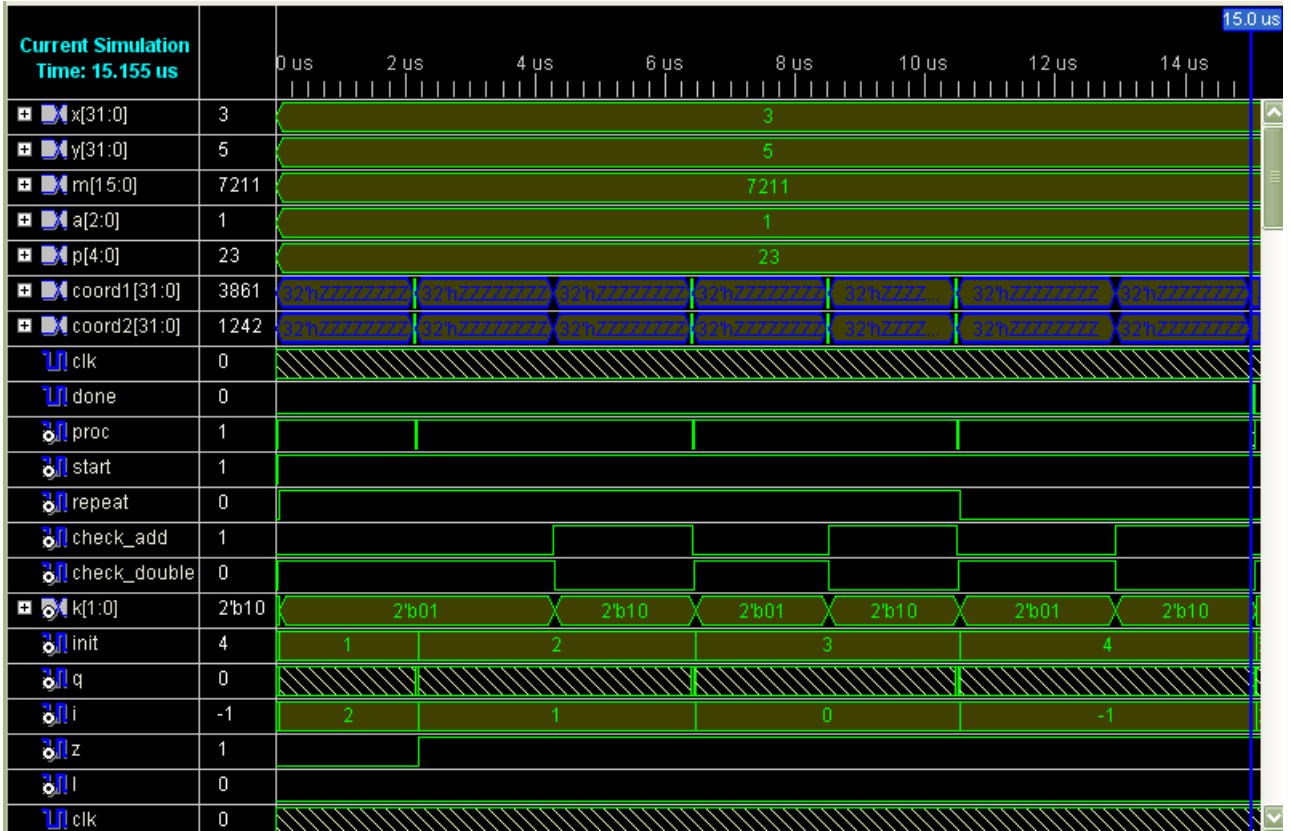 15.0 us
Current Simulation
Time: 15.155 us
0 us 2 us 4 us 6 us 8 us 10 us 12 us 14 us
x[31:0] 3 3
y[31:0] 5 5
m[15:0] 7211 7211
a[2:0] 1 1
p[4:0] 23 23
coord1[31:0] 3861 32'hZZZZZZZZ 32'hZZZZZZZZ 32'hZZZZZZZZ 32'hZZZZZZZZ 32'hZZZZ... 32'hZZZZZZZZ 32'hZZZZZZZZ
coord2[31:0] 1242 32'hZZZZZZZZ 32'hZZZZZZZZ 32'hZZZZZZZZ 32'hZZZZZZZZ 32'hZZZZ... 32'hZZZZZZZZ 32'hZZZZZZZZ
clk 0
done 0
proc 1
start 1
repeat 0
check_add 1
check_double 0
k[1:0] 2'b10 2'b01 2'b10 2'b01 2'b10 2'b01 2'b10
init 4 1 2 3 4
q 0
i -1 2 1 0 -1
z 1
l 0
clk 0